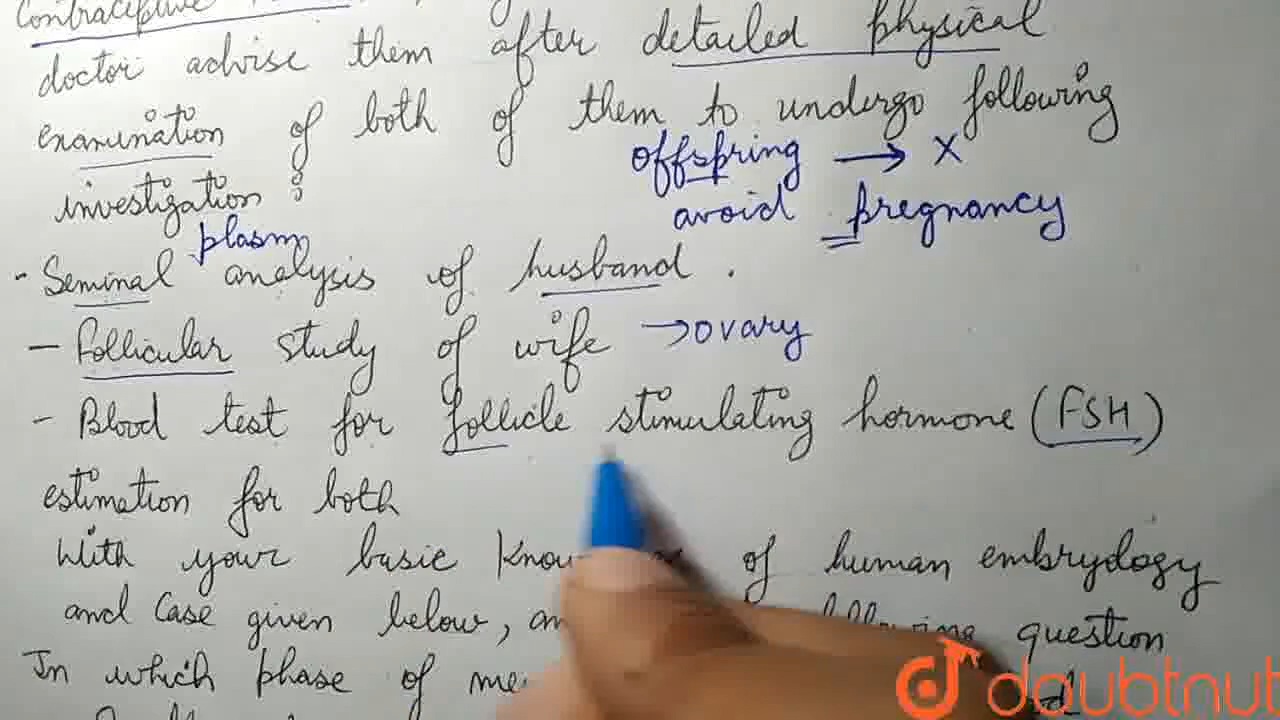 Contraceptive
doctor advise them after detailed physical
examination of both of them to undergo following
offspring → X
investigation :
avoid pregnancy
plasm
- Seminal analysis of husband .
- Follicular study of wife → ovary
- Blood test for follicle stimulating hormone (FSH)
estimation for both
With your basic of human embryology
and Case given below, question
In which phase of
doubtnut